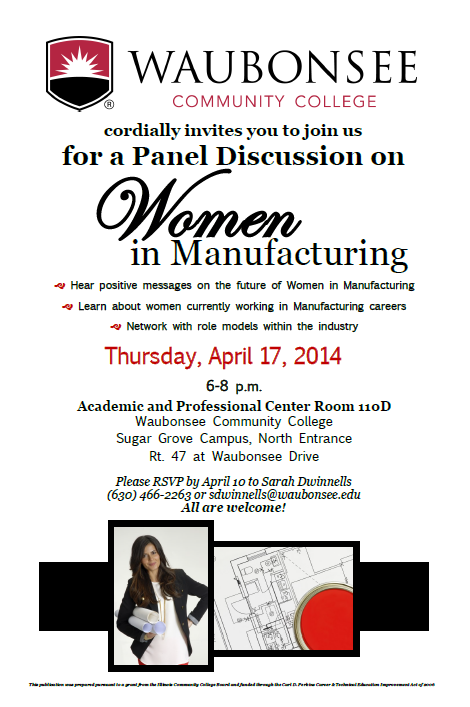 WAUBONSEE
COMMUNITY COLLEGE
®
cordially invites you to join us
for a Panel Discussion on
Women
in Manufacturing
Hear positive messages on the future of Women in Manufacturing
Learn about women currently working in Manufacturing careers
Network with role models within the industry
Thursday, April 17, 2014
6-8 p.m.
Academic and Professional Center Room 110D
Waubonsee Community College
Sugar Grove Campus, North Entrance
Rt. 47 at Waubonsee Drive
Please RSVP by April 10 to Sarah Dwinnells
(630) 466-2263 or sdwinnells@waubonsee.edu
All are welcome!
This publication was prepared pursuant to a grant from the Illinois Community College Board and funded through the Carl D. Perkins Career & Technical Education Improvement Act of 2006